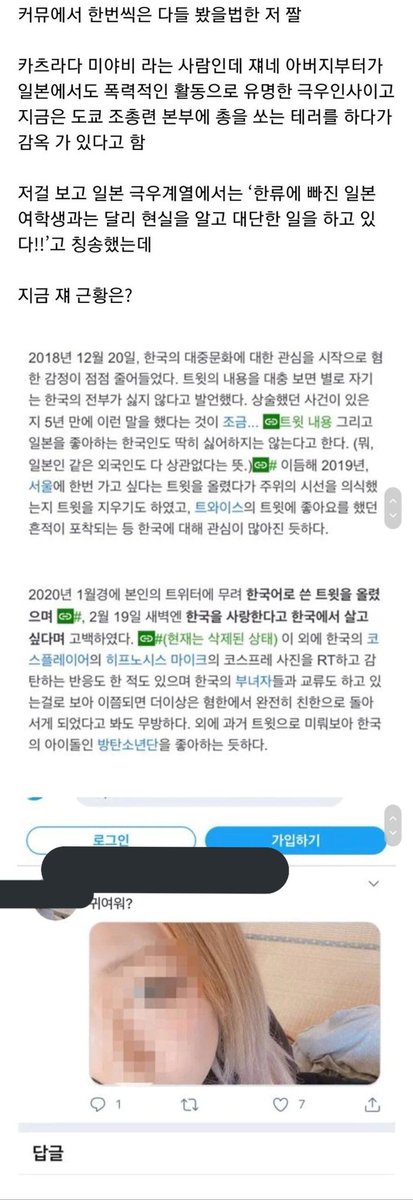 커뮤에서 한번씩은 다들 봤을법한 저 짤
카츠라다 미야비 라는 사람인데 쟤네 아버지부터가
일본에서도 폭력적인 활동으로 유명한 극우인사이고
지금은 도쿄 조총련 본부에 총을 쏘는 테러를 하다가
감옥 가 있다고 함
저걸 보고 일본 극우계열에서는 ‘한류에 빠진 일본
여학생과는 달리 현실을 알고 대단한 일을 하고 있
다!!’고 칭송했는데
지금 쟤 근황은?
2018년 12월 20일, 한국의 대중문화에 대한 관심을 시작으로 혐
한 감정이 점점 줄어들었다. 트윗의 내용을 대충 보면 별로 자기
는 한국의 전부가 싫지 않다고 발언했다. 상술했던 사건이 있은
지 5년 만에 이런 말을 했다는 것이 조금... 트윗 내용 그리고
일본을 좋아하는 한국인도 딱히 싫어하지는 않는다고 한다. (뭐,
일본인 같은 외국인도 다 상관없다는 뜻.)# 이듬해 2019년,
서울에 한번 가고 싶다는 트윗을 올렸다가 주위의 시선을 의식했
는지 트윗을 지우기도 하였고, 트와이스의 트윗에 좋아요를 했던
흔적이 포착되는 등 한국에 대해 관심이 많아진 듯하다.
2020년 1월경에 본인의 트위터에 무려 한국어로 쓴 트윗을 올렸
으며 #, 2월 19일 새벽엔 한국을 사랑한다고 한국에서 살고
싶다며 고백하였다. #(현재는 삭제된 상태) 이 외에 한국의 코
스플레이어의 히프노시스 마이크의 코스프레 사진을 RT하고 감
탄하는 반응도 한 적도 있으며 한국의 부녀자들과 교류도 하고 있
는걸로 보아 이쯤되면 더이상은 혐한에서 완전히 친한으로 돌아
서게 되었다고 봐도 무방하다. 외에 과거 트윗으로 미뤄보아 한국
의 아이돌인 방탄소년단을 좋아하는 듯하다.
로그인 가입하기
귀여워?
1 7
답글